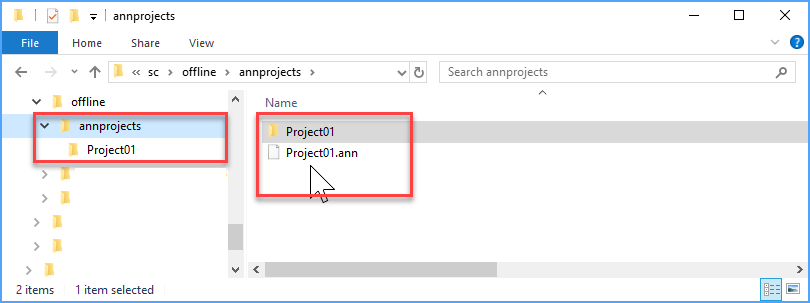 annprojects
File Home Share View
« sc > offline > annprojects >
Search annprojects
offline
annprojects
Project01
Name
Project01
Project01.ann
2 items 1 item selected